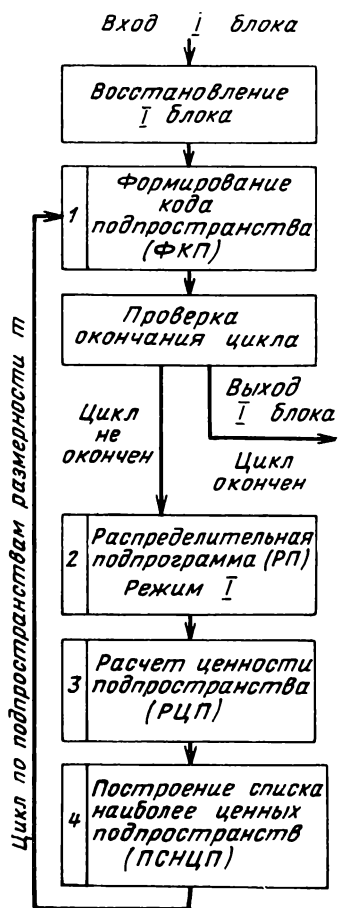 Вход I блока
Восстановление
I блока
1
Формирование
кода
подпространства
(ФКП)
Проверка
окончания цикла
Цикл
не
окончен
Выход
I блока
Цикл
окончен
2
Распределительная
подпрограмма (РП)
Режим I
3
Расчет ценности
подпространства
(РЦП)
4
Построение списка
наиболее ценных
подпространств
(ПСНЦП)
Цикл по подпространствам размерности m